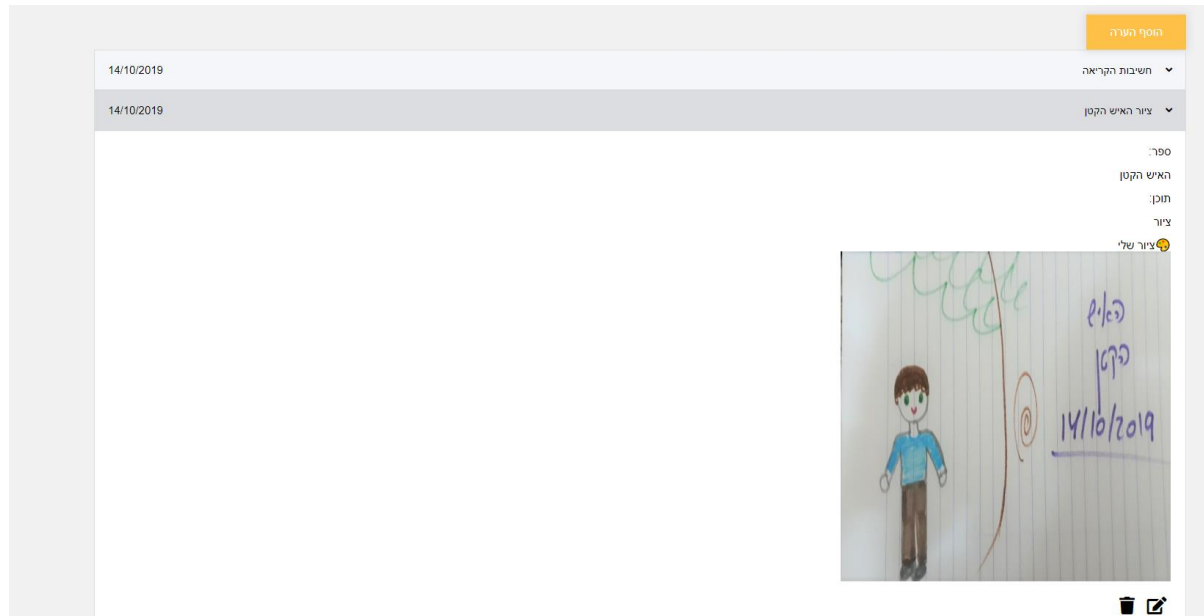 הוסף הערה
חשיבות הקריאה 14/10/2019
ציור האיש הקטן 14/10/2019
ספר:
האיש הקטן
תוכן:
ציור
ציור שלי
האיש
הקטן
14/10/2019